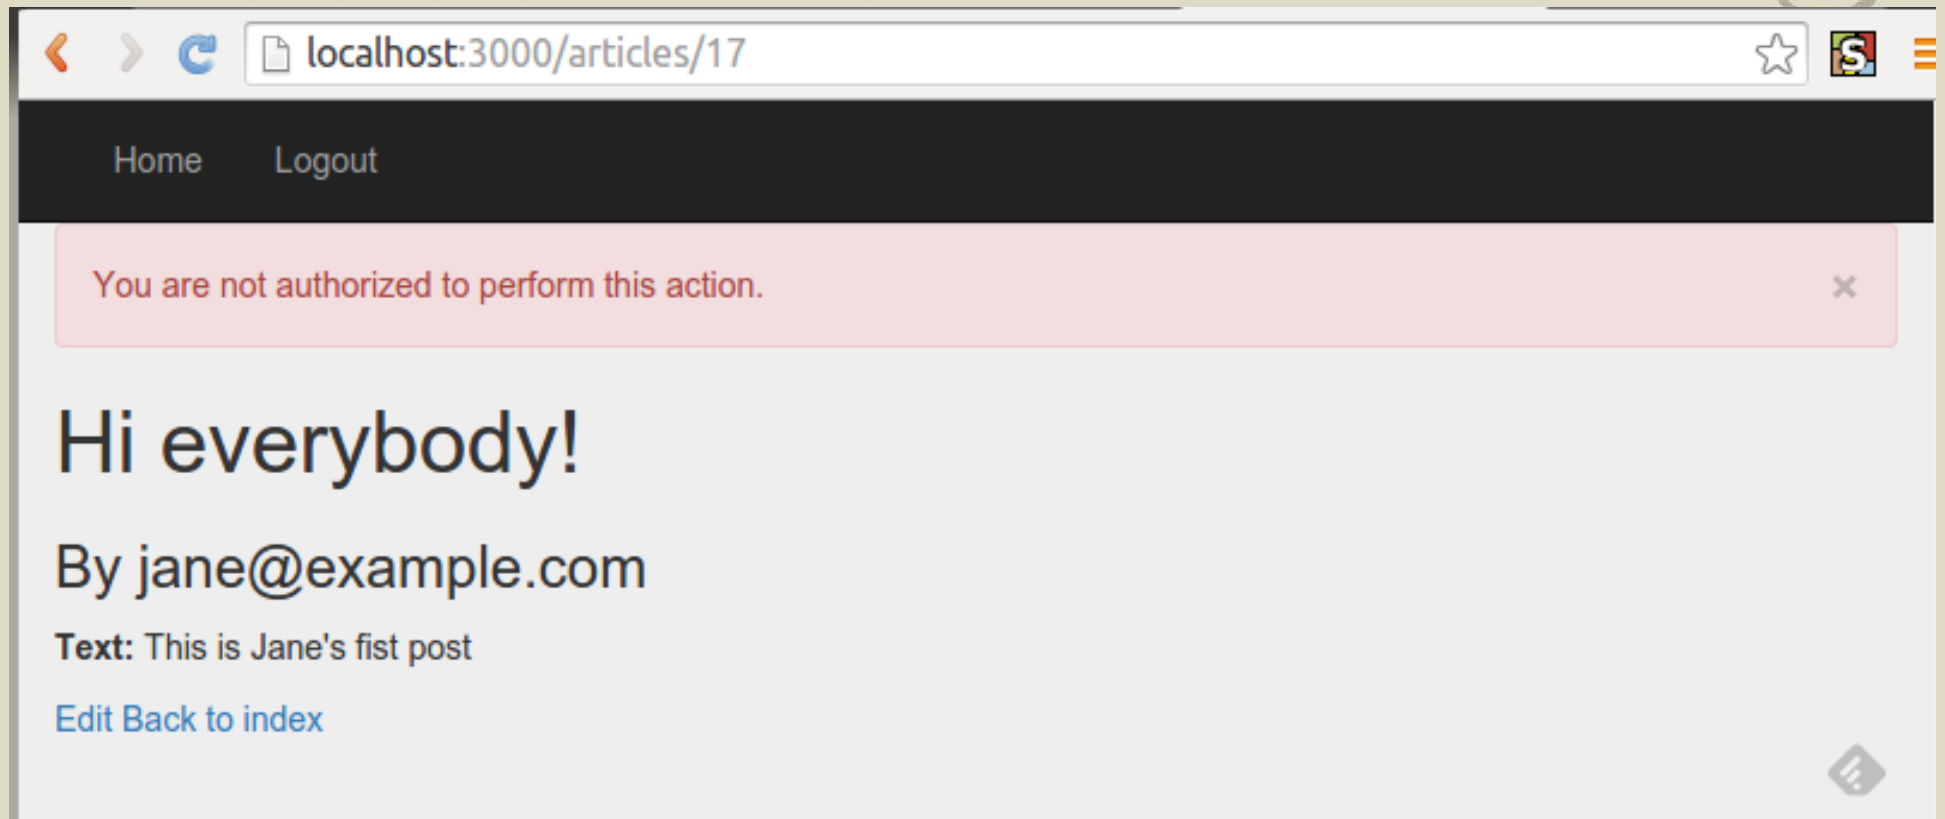 localhost:3000/articles/17
S
Home Logout
You are not authorized to perform this action. ×
Hi everybody!
By jane@example.com
Text: This is Jane's fist post
Edit Back to index